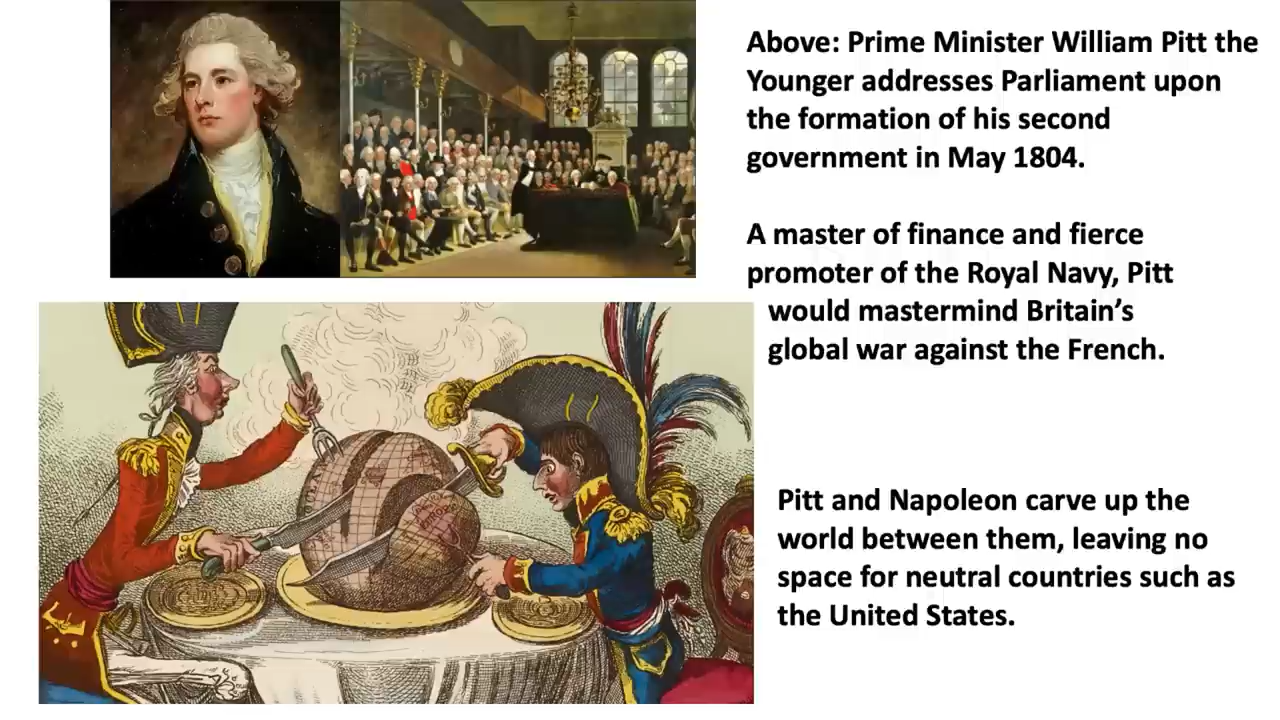 Above: Prime Minister William Pitt the
Younger addresses Parliament upon
the formation of his second
government in May 1804.
A master of finance and fierce
promoter of the Royal Navy, Pitt
would mastermind Britain’s
global war against the French.
Pitt and Napoleon carve up the
world between them, leaving no
space for neutral countries such as
the United States.